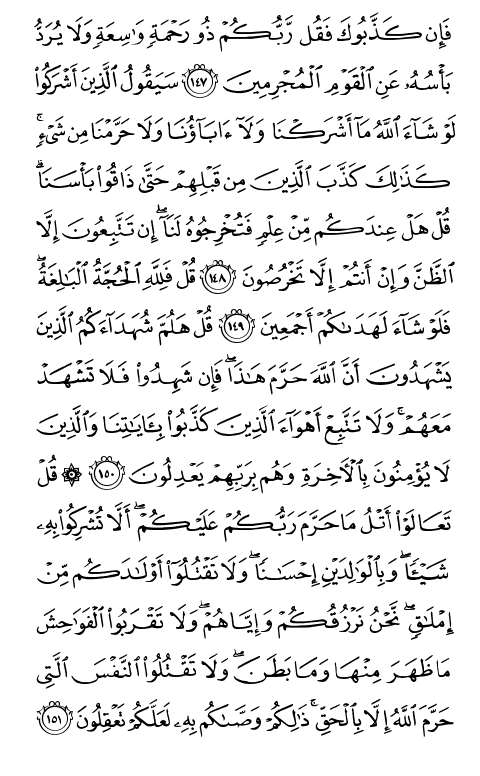 فَإِن كَذَّبُوكَ فَقُل رَّبُّكُمْ ذُو رَحْمَةٍ وَٰسِعَةٍ وَلَا يُرَدُّ
بَأْسُهُۥ عَنِ ٱلْقَوْمِ ٱلْمُجْرِمِينَ ١٤٧ سَيَقُولُ ٱلَّذِينَ أَشْرَكُوا۟
لَوْ شَآءَ ٱللَّهُ مَآ أَشْرَكْنَا وَلَآ ءَابَآؤُنَا وَلَا حَرَّمْنَا مِن شَىْءٍ ۚ
كَذَٰلِكَ كَذَّبَ ٱلَّذِينَ مِن قَبْلِهِمْ حَتَّىٰ ذَاقُوا۟ بَأْسَنَا ۗ
قُلْ هَلْ عِندَكُم مِّنْ عِلْمٍ فَتُخْرِجُوهُ لَنَآ ۖ إِن تَتَّبِعُونَ إِلَّا
ٱلظَّنَّ وَإِنْ أَنتُمْ إِلَّا تَخْرُصُونَ ١٤٨ قُلْ فَلِلَّهِ ٱلْحُجَّةُ ٱلْبَٰلِغَةُ ۖ
فَلَوْ شَآءَ لَهَدَىٰكُمْ أَجْمَعِينَ ١٤٩ قُلْ هَلُمَّ شُهَدَآءَكُمُ ٱلَّذِينَ
يَشْهَدُونَ أَنَّ ٱللَّهَ حَرَّمَ هَٰذَا ۖ فَإِن شَهِدُوا۟ فَلَا تَشْهَدْ
مَعَهُمْ ۚ وَلَا تَتَّبِعْ أَهْوَآءَ ٱلَّذِينَ كَذَّبُوا۟ بِـَٔايَٰتِنَا وَٱلَّذِينَ
لَا يُؤْمِنُونَ بِٱلْءَاخِرَةِ وَهُم بِرَبِّهِمْ يَعْدِلُونَ ١٥٠ ۞ قُلْ
تَعَالَوْا۟ أَتْلُ مَا حَرَّمَ رَبُّكُمْ عَلَيْكُمْ ۖ أَلَّا تُشْرِكُوا۟ بِهِۦ
شَيْـًٔا ۖ وَبِٱلْوَٰلِدَيْنِ إِحْسَٰنًا ۖ وَلَا تَقْتُلُوٓا۟ أَوْلَٰدَكُم مِّنْ
إِمْلَٰقٍ ۖ نَّحْنُ نَرْزُقُكُمْ وَإِيَّاهُمْ ۖ وَلَا تَقْرَبُوا۟ ٱلْفَوَٰحِشَ
مَا ظَهَرَ مِنْهَا وَمَا بَطَنَ ۖ وَلَا تَقْتُلُوا۟ ٱلنَّفْسَ ٱلَّتِى
حَرَّمَ ٱللَّهُ إِلَّا بِٱلْحَقِّ ۚ ذَٰلِكُمْ وَصَّىٰكُم بِهِۦ لَعَلَّكُمْ تَعْقِلُونَ ١٥١